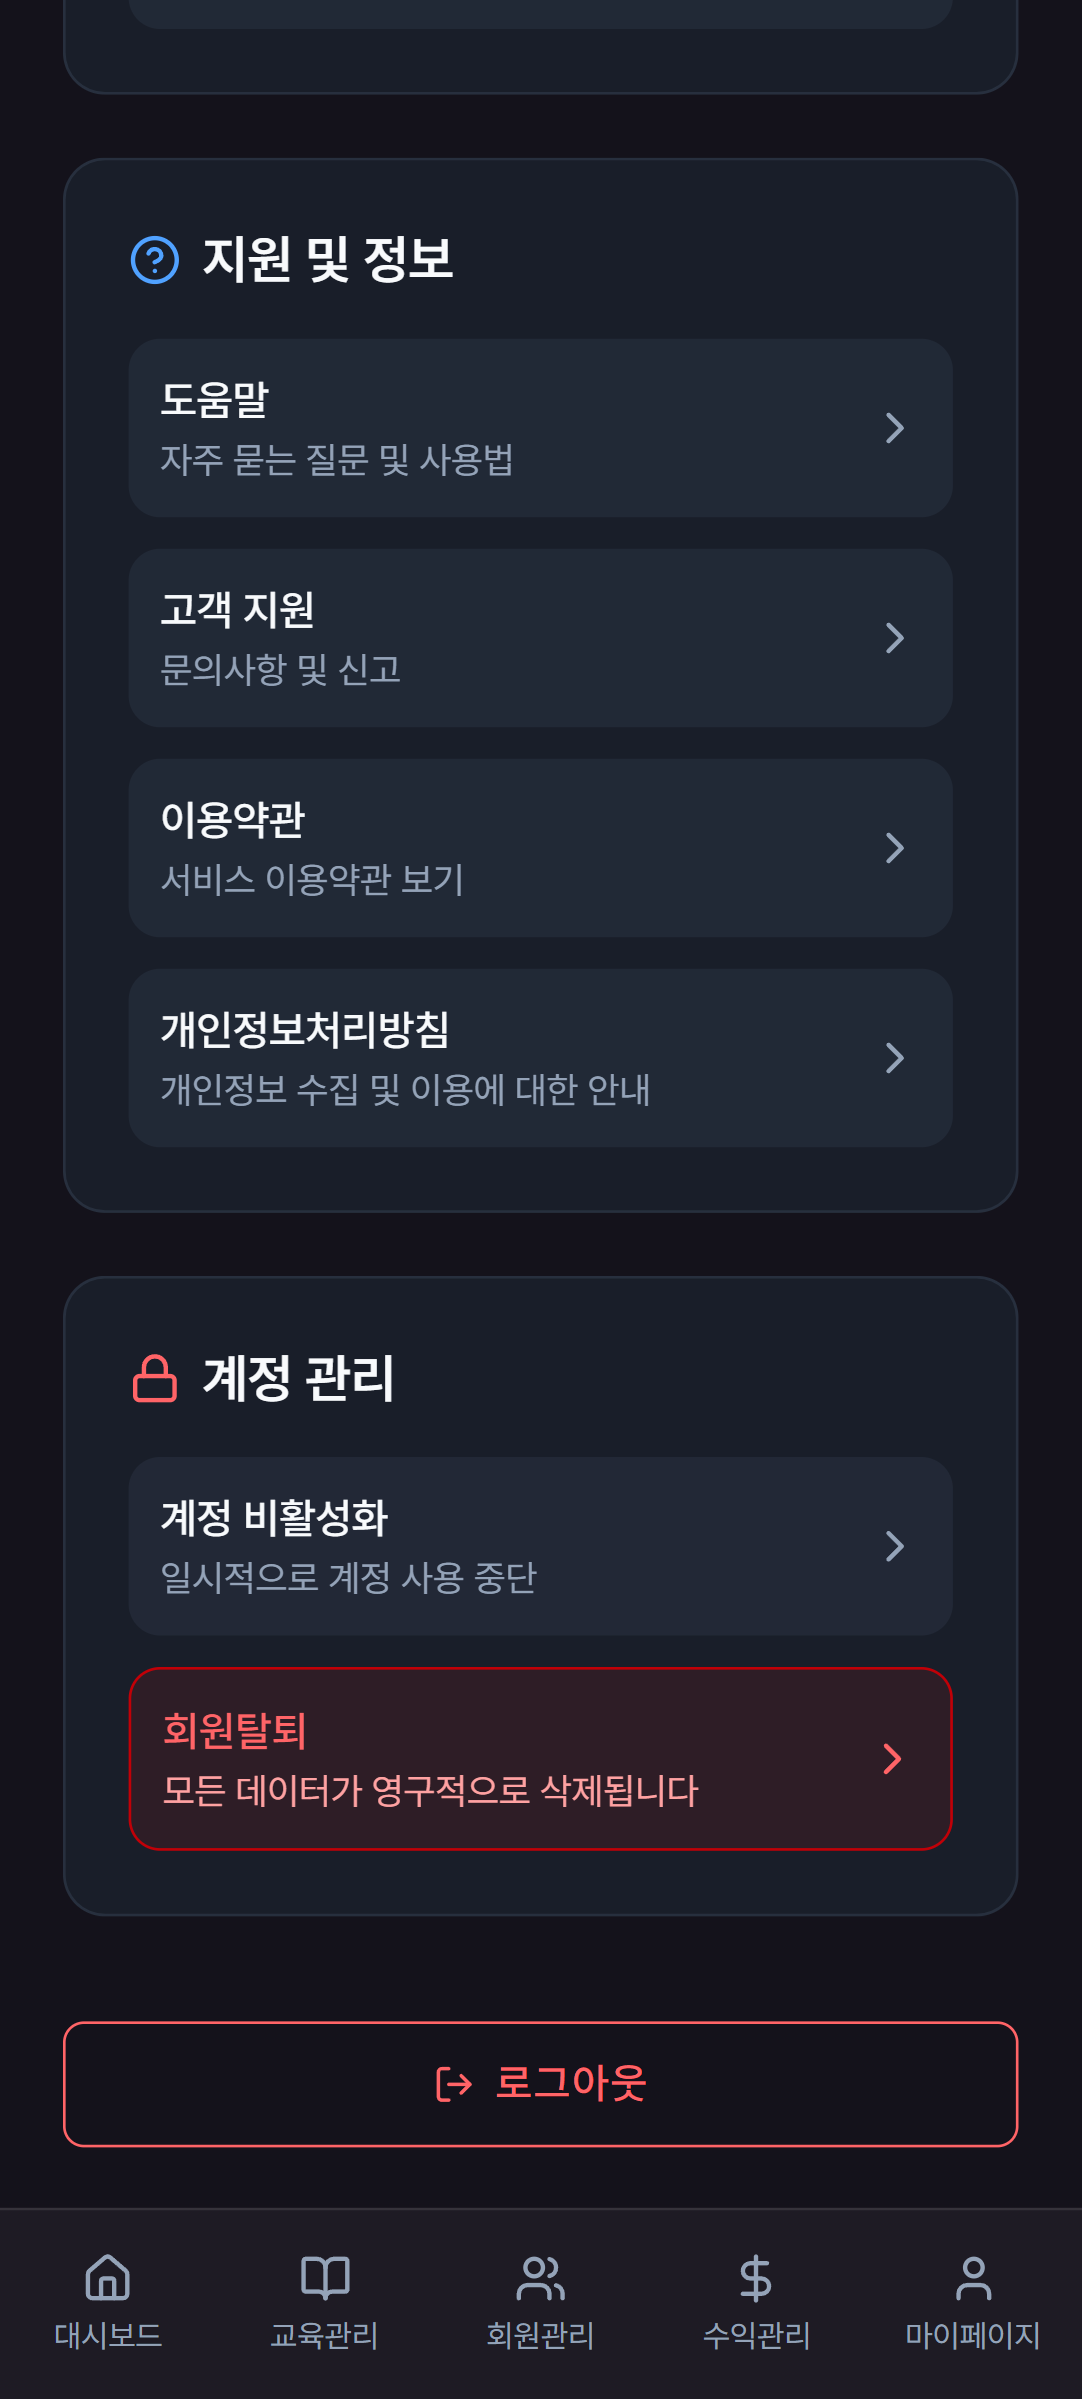 지원 및 정보
도움말
자주 묻는 질문 및 사용법
고객 지원
문의사항 및 신고
이용약관
서비스 이용약관 보기
개인정보처리방침
개인정보 수집 및 이용에 대한 안내
계정 관리
계정 비활성화
일시적으로 계정 사용 중단
회원탈퇴
모든 데이터가 영구적으로 삭제됩니다
로그아웃
대시보드 교육관리 회원관리 수익관리 마이페이지